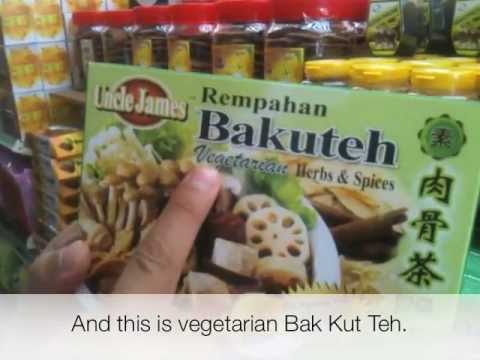 Uncle James
Rempahan
Bakuteh
Vegetarian Herbs & Spices
素
肉骨茶
And this is vegetarian Bak Kut Teh.